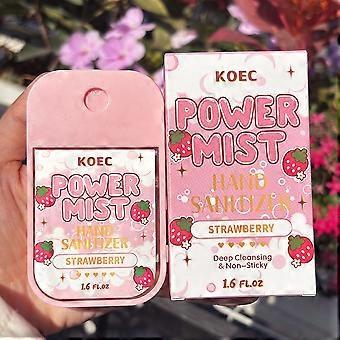 KOEC
POWER
MIST
HAND
SANITIZER
STRAWBERRY
1.6 FL.OZ
KOEC
POWER
MIST
HAND
SANITIZER
STRAWBERRY
Deep Cleansing
& Non-Sticky
1.6 FL.OZ